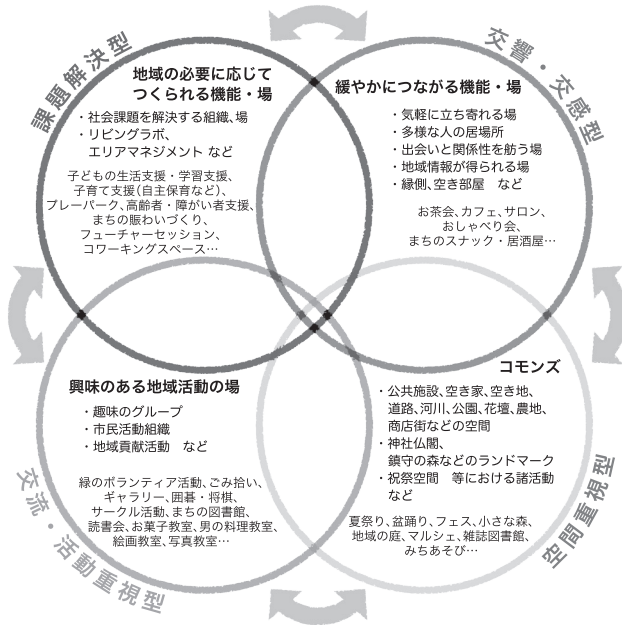 課題解決型
地域の必要に応じて
つくられる機能・場
・社会課題を解決する組織、場
・リビングラボ、
エリアマネジメント など
子どもの生活支援・学習支援、
子育て支援(自主保育など)、
プレーパーク、高齢者・障がい者支援、
まちの賑わいづくり、
フューチャーセッション、
コワーキングスペース…
交響・交感型
緩やかにつながる機能・場
・気軽に立ち寄れる場
・多様な人の居場所
・出会いと関係性を紡う場
・地域情報が得られる場
・縁側、空き部屋 など
お茶会、カフェ、サロン、
おしゃべり会、
まちのスナック・居酒屋…
交流・活動重視型
興味のある地域活動の場
・趣味のグループ
・市民活動組織
・地域貢献活動 など
緑のボランティア活動、ごみ拾い、
ギャラリー、囲碁・将棋、
サークル活動、まちの図書館、
読書会、お菓子教室、男の料理教室、
絵画教室、写真教室…
空間重視型
コモンズ
・公共施設、空き家、空き地、
道路、河川、公園、花壇、農地、
商店街などの空間
・神社仏閣、
鎮守の森などのランドマーク
・祝祭空間 等における諸活動
など
夏祭り、盆踊り、フェス、小さな森、
地域の庭、マルシェ、雑誌図書館、
みちあそび…